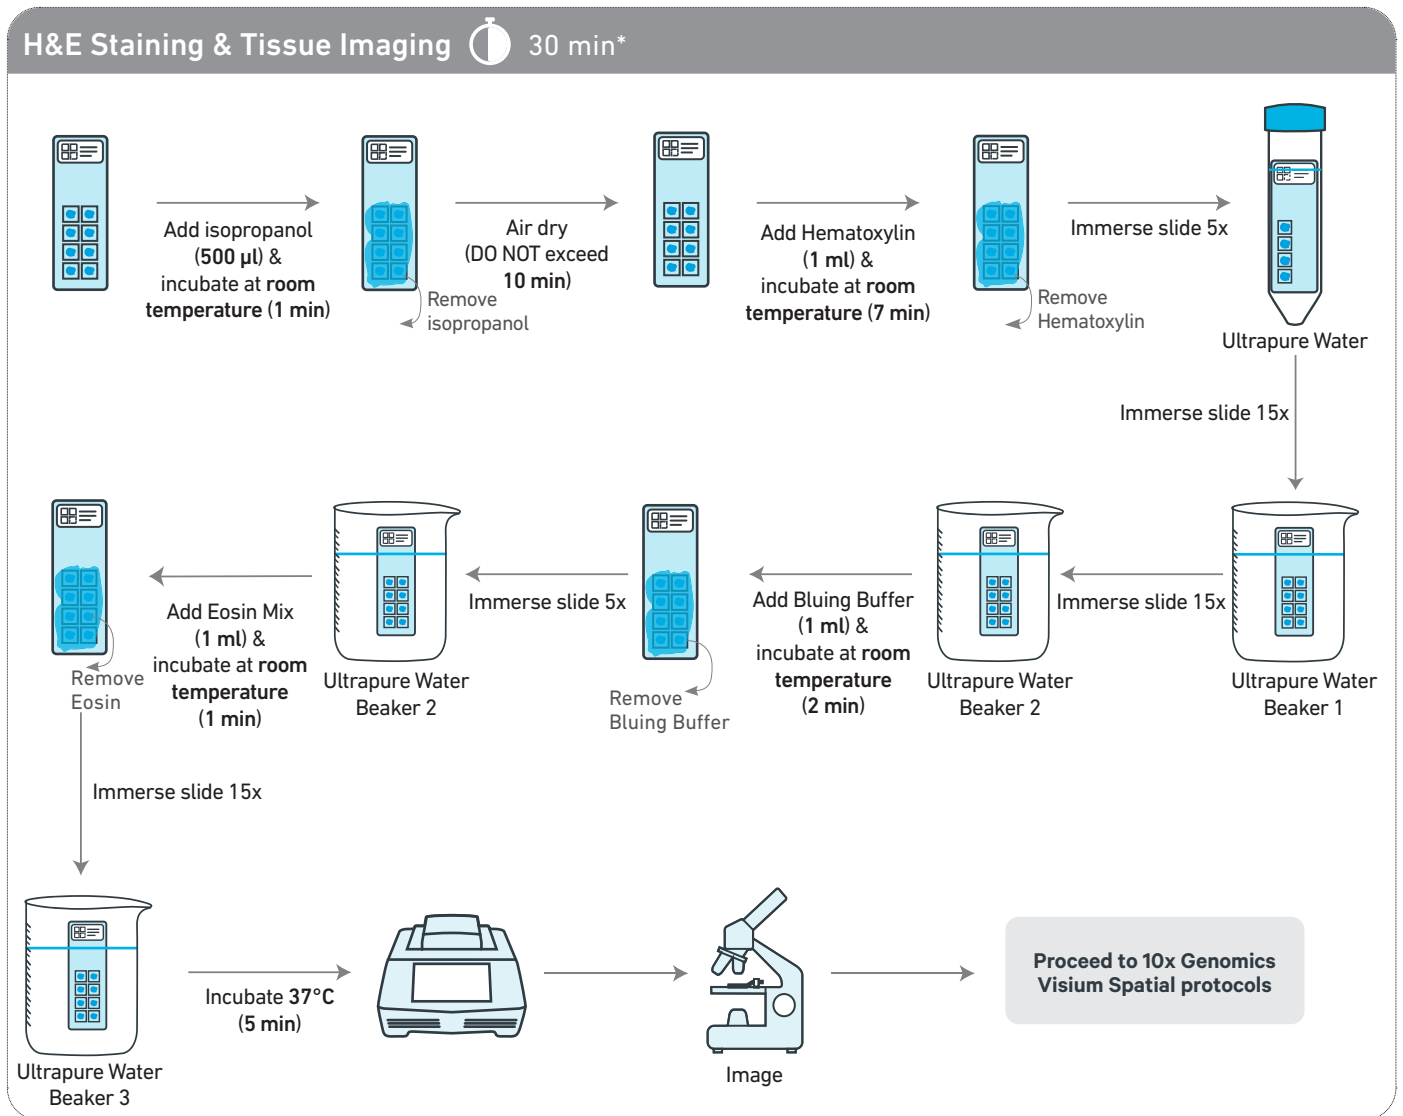 H&E Staining & Tissue Imaging 30 min*
Add isopropanol
(500 µl) &
incubate at room
temperature (1 min)
Remove
isopropanol
Air dry
(DO NOT exceed
10 min)
Add Hematoxylin
(1 ml) &
incubate at room
temperature (7 min)
Remove
Hematoxylin
Immerse slide 5x
Ultrapure Water
Immerse slide 15x
Ultrapure Water
Beaker 1
Immerse slide 15x
Ultrapure Water
Beaker 2
Add Bluing Buffer
(1 ml) &
incubate at room
temperature
(2 min)
Remove
Bluing Buffer
Immerse slide 5x
Ultrapure Water
Beaker 2
Add Eosin Mix
(1 ml) &
incubate at room
temperature
(1 min)
Remove
Eosin
Immerse slide 15x
Ultrapure Water
Beaker 3
Incubate 37°C
(5 min)
Image
Proceed to 10x Genomics
Visium Spatial protocols